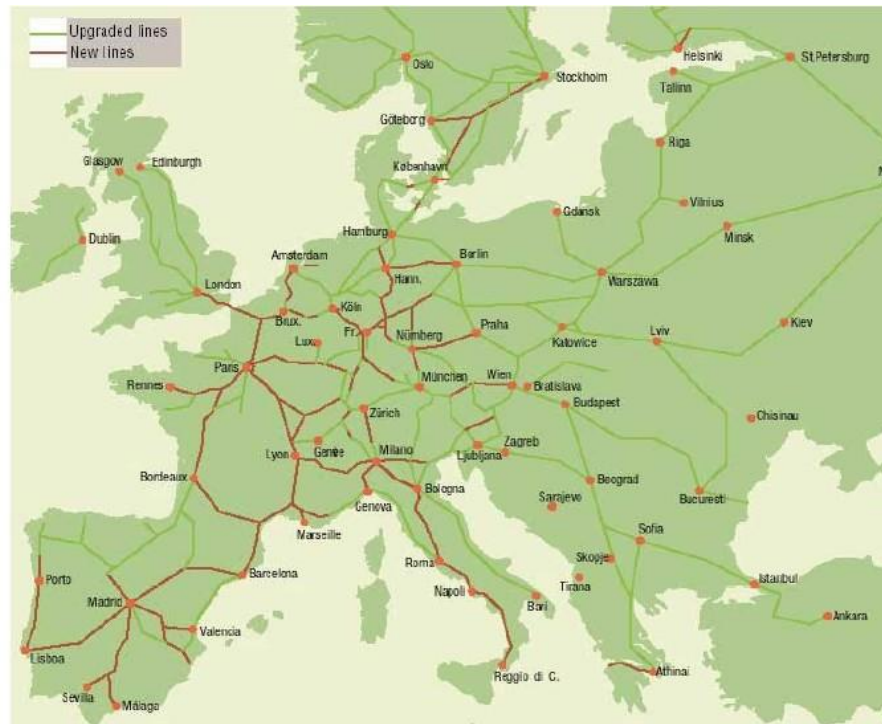 Upgraded lines
New lines
Oslo
Helsinki
St.Petersburg
Stockholm
Tallinn
Göteborg
Riga
Glasgow
Edinburgh
København
Vilnius
Gdansk
Minsk
Dublin
Hamburg
Amsterdam
Berlin
Hann.
Warszawa
London
Köln
Brux.
Kiev
Fr.
Praha
Lviv
Nürnberg
Katowice
Lux.
Paris
Rennes
München
Wien
Bratislava
Budapest
Zürich
Chisinau
Lyon
Genève
Milano
Zagreb
Ljubljana
Bordeaux
Beograd
Bologna
Bucuresti
Genova
Sarajevo
Marseille
Sofia
Skopje
Roma
Porto
Barcelona
Tirana
Istanbul
Madrid
Napoli
Bari
Ankara
Valencia
Lisboa
Athinai
Reggio di C.
Sevilla
Málaga